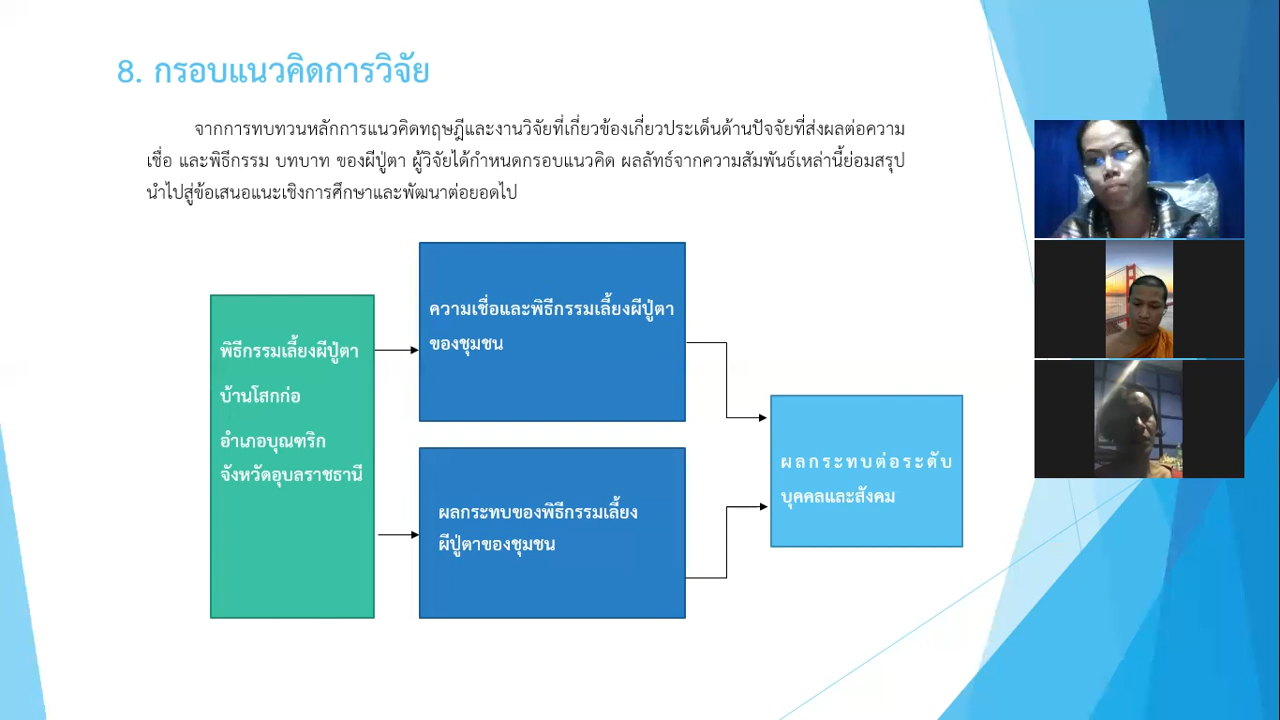 8. กรอบแนวคิดการวิจัย
จากการทบทวนหลักการแนวคิดทฤษฎีและงานวิจัยที่เกี่ยวข้องเกี่ยวประเด็นด้านปัจจัยที่ส่งผลต่อความ
เชื่อ และพิธีกรรม บทบาท ของผีปู่ตา ผู้วิจัยได้กำหนดกรอบแนวคิด ผลลัทธ์จากความสัมพันธ์เหล่านี้ย่อมสรุป
นำไปสู่ข้อเสนอแนะเชิงการศึกษาและพัฒนาต่อยอดไป
พิธีกรรมเลี้ยงผีปู่ตา
บ้านโสกก่อ
อำเภอบุณฑริก
จังหวัดอุบลราชธานี
ความเชื่อและพิธีกรรมเลี้ยงผีปู่ตา
ของชุมชน
ผลกระทบของพิธีกรรมเลี้ยง
ผีปู่ตาของชุมชน
ผลกระทบต่อระดับ
บุคคลและสังคม